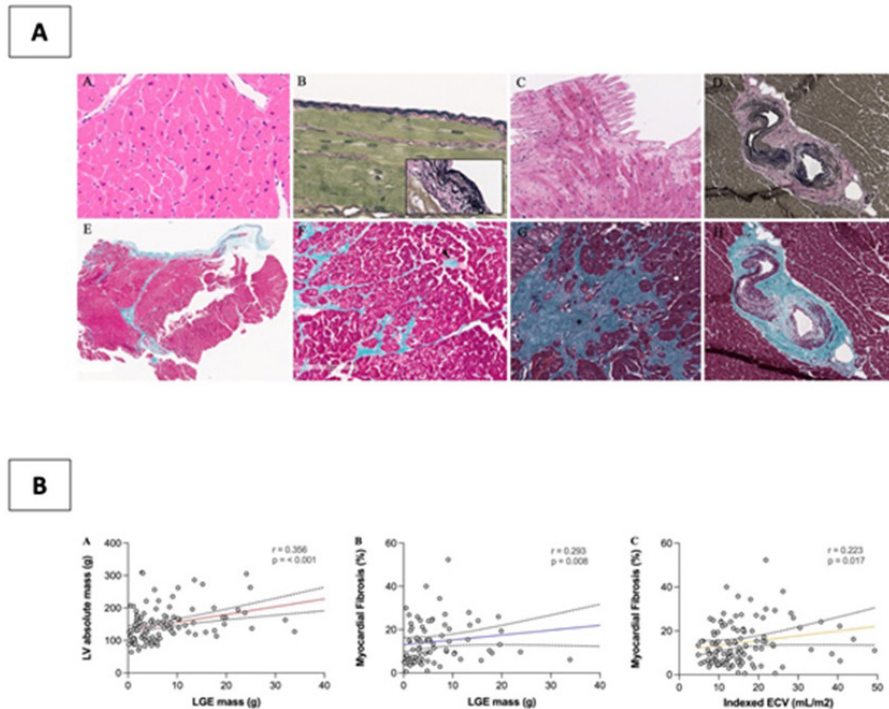 A
A B C D
E F G H
B
A
r = 0.356
p = < 0.001
LV absolute mass (g)
400
300
200
100
0
0 10 20 30 40
LGE mass (g)
B
r = 0.293
p = 0.008
Myocardial Fibrosis (%)
60
40
20
0
0 10 20 30 40
LGE mass (g)
C
r = 0.223
p = 0.017
Myocardial Fibrosis (%)
60
40
20
0
0 10 20 30 40 50
Indexed ECV (mL/m2)